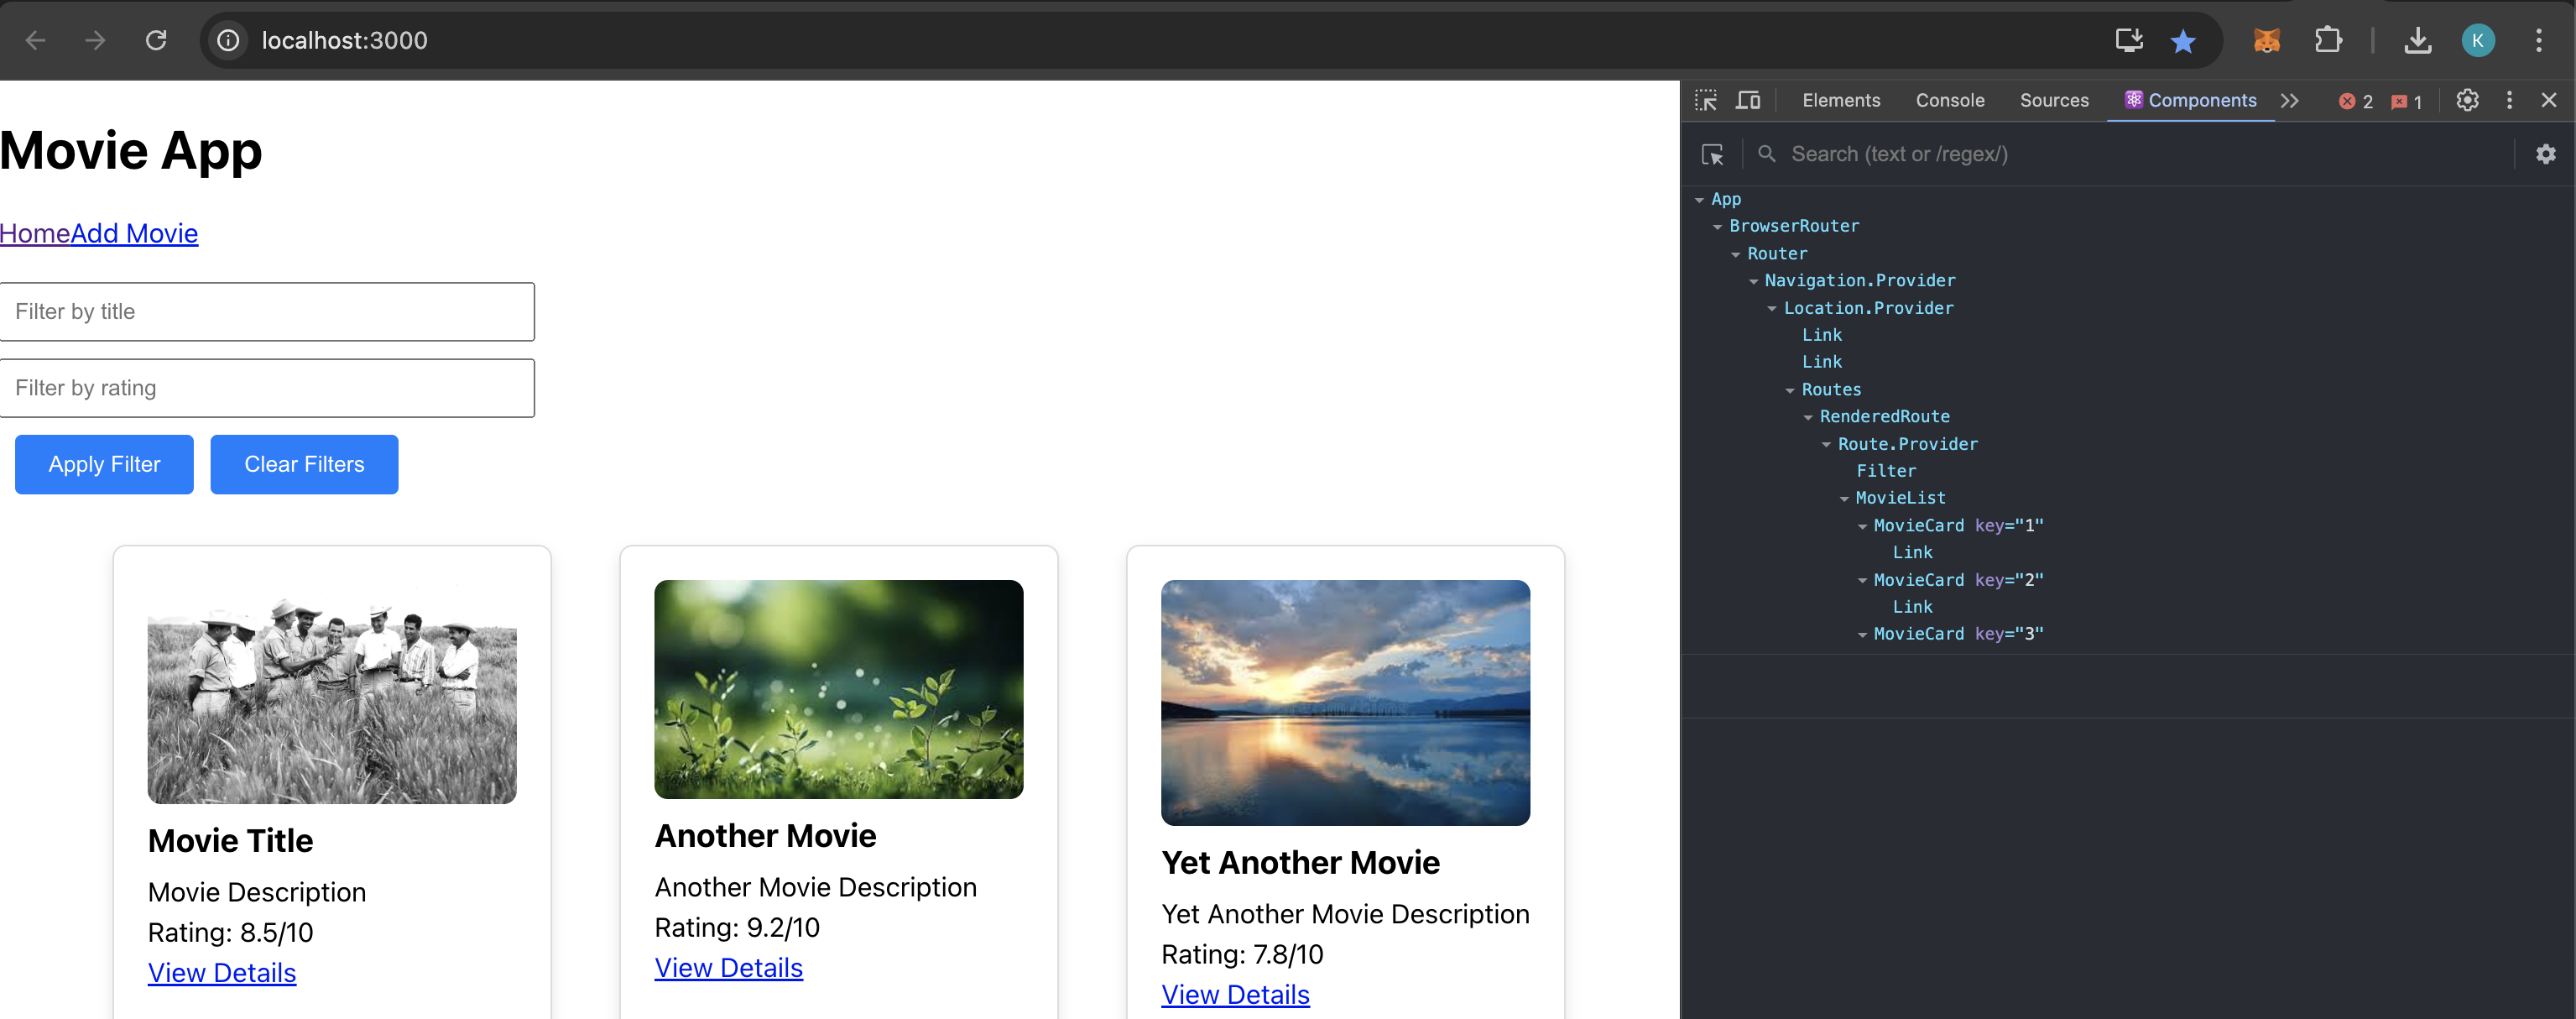 localhost:3000
K
Movie App
HomeAdd Movie
Filter by title
Filter by rating
Apply Filter Clear Filters
Movie Title
Movie Description
Rating: 8.5/10
View Details
Another Movie
Another Movie Description
Rating: 9.2/10
View Details
Yet Another Movie
Yet Another Movie Description
Rating: 7.8/10
View Details
Elements Console Sources Components 2 1
Search (text or /regex/)
App
BrowserRouter
Router
Navigation.Provider
Location.Provider
Link
Link
Routes
RenderedRoute
Route.Provider
Filter
MovieList
MovieCard key="1"
Link
MovieCard key="2"
Link
MovieCard key="3"